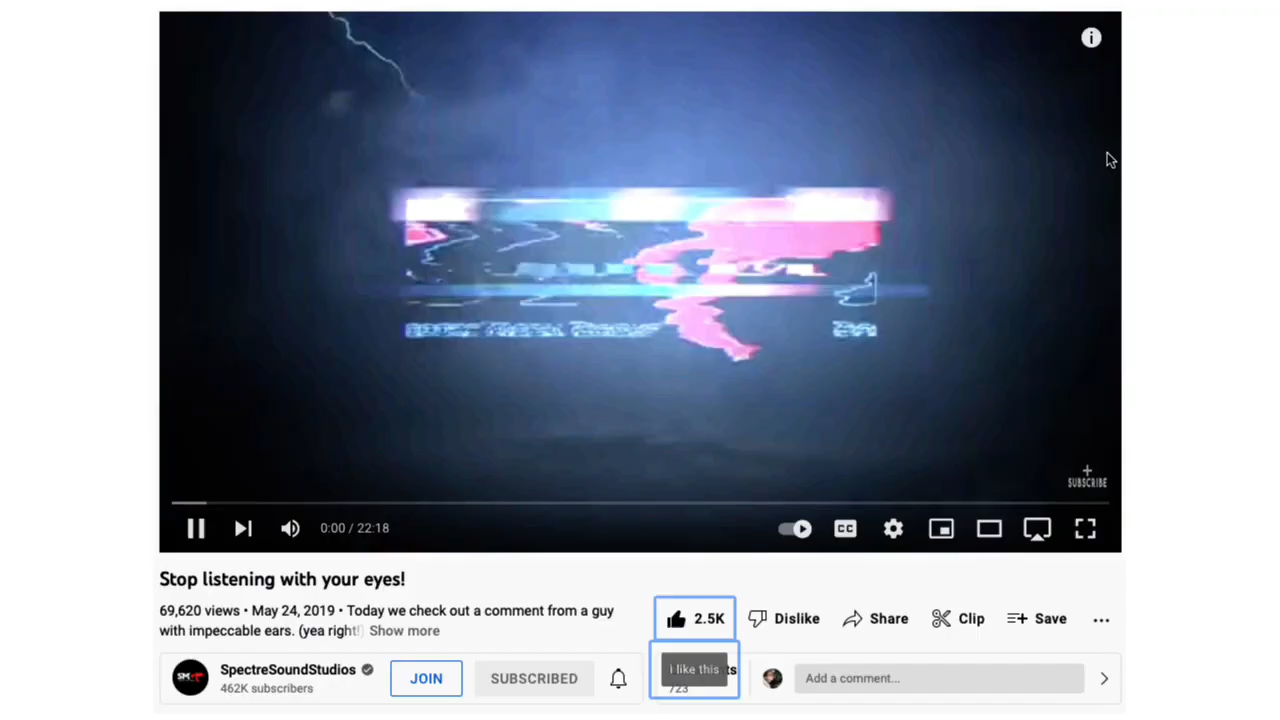 SUBSCRIBE
0:00 / 22:18
CC
Stop listening with your eyes!
69,620 views • May 24, 2019 • Today we check out a comment from a guy
with impeccable ears. (yea right!) Show more
2.5K
Dislike
Share
Clip
Save
SpectreSoundStudios
462K subscribers
JOIN
SUBSCRIBED
I like this
723
Add a comment...